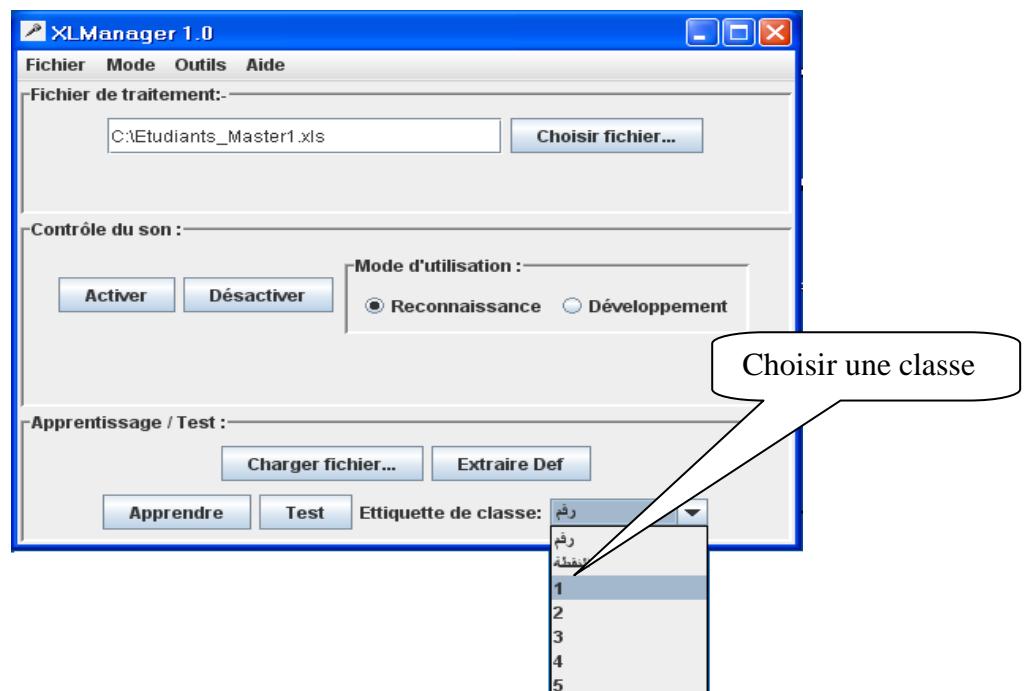 XLManager 1.0
Fichier Mode Outils Aide
Fichier de traitement:-
C:\Etudiants_Master1.xls
Choisir fichier...
Contrôle du son :
Mode d'utilisation :
Activer Désactiver
Reconnaissance Développement
Choisir une classe
Apprentissage / Test :
Charger fichier... Extraire Def
Apprendre Test Ettiquette de classe: رقم
رقم
النقطة
1
2
3
4
5